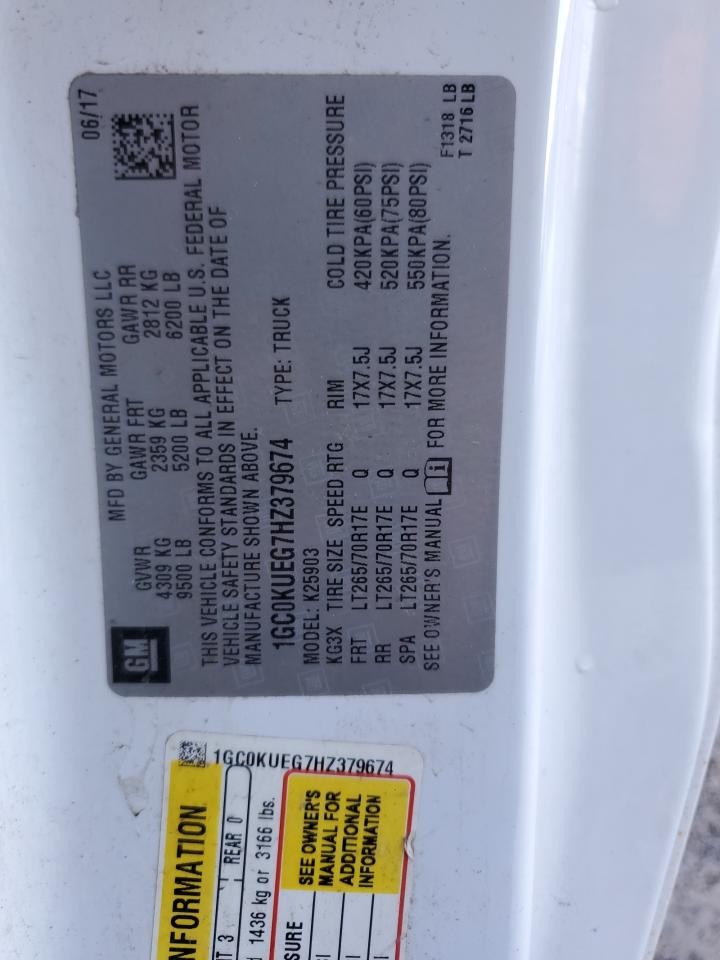 06/17
MFD BY GENERAL MOTORS LLC
GVWR GAWR FRT GAWR RR
4309 KG 2359 KG 2812 KG
9500 LB 5200 LB 6200 LB
GM
THIS VEHICLE CONFORMS TO ALL APPLICABLE U.S. FEDERAL MOTOR
VEHICLE SAFETY STANDARDS IN EFFECT ON THE DATE OF
MANUFACTURE SHOWN ABOVE.
1GC0KUEG7HZ379674 TYPE: TRUCK
MODEL: K25903
KG3X TIRE SIZE SPEED RTG RIM COLD TIRE PRESSURE
FRT LT265/70R17E Q 17X7.5J 420KPA(60PSI)
RR LT265/70R17E Q 17X7.5J 520KPA(75PSI)
SPA LT265/70R17E Q 17X7.5J 550KPA(80PSI)
SEE OWNER'S MANUAL FOR MORE INFORMATION.
F1318 LB
T 2716 LB
1GC0KUEG7HZ379674
NFORMATION
NT 3 REAR 0
d 1436 kg or 3166 lbs.
SURE
SEE OWNER'S
MANUAL FOR
ADDITIONAL
INFORMATION